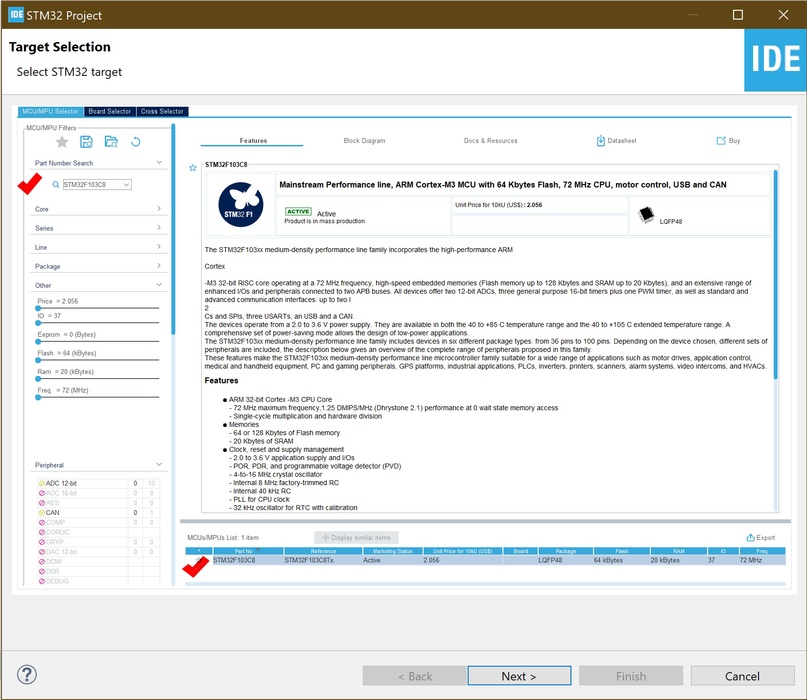 IDE STM32 Project
Target Selection
Select STM32 target
IDE
MCU/MPU Selector Board Selector Cross Selector
MCU/MPU Filters
Part Number Search
STM32F103C8
Core
Series
Line
Package
Other
Price = 2.056
IO = 37
Eeprom = 0 (Bytes)
Flash = 64 (kBytes)
Ram = 20 (kBytes)
Freq. = 72 (MHz)
Peripheral
ADC 12-bit 0 10
ADC 16-bit 0 0
AES 0 0
CAN 0 1
COMP 0 0
CORDIC
CRYP 0 0
DAC 12-bit 0 0
DCMI
DDR
DEBUG
Features Block Diagram Docs & Resources Datasheet Buy
STM32F103C8
STM32 F1
Mainstream Performance line, ARM Cortex-M3 MCU with 64 Kbytes Flash, 72 MHz CPU, motor control, USB and CAN
ACTIVE Active
Product is in mass production
Unit Price for 10kU (US$) : 2.056
LQFP48
The STM32F103xx medium-density performance line family incorporates the high-performance ARM
Cortex
-M3 32-bit RISC core operating at a 72 MHz frequency, high-speed embedded memories (Flash memory up to 128 Kbytes and SRAM up to 20 Kbytes), and an extensive range of
enhanced I/Os and peripherals connected to two APB buses. All devices offer two 12-bit ADCs, three general purpose 16-bit timers plus one PWM timer, as well as standard and
advanced communication interfaces: up to two I
2
Cs and SPIs, three USARTs, an USB and a CAN.
The devices operate from a 2.0 to 3.6 V power supply. They are available in both the 40 to +85 C temperature range and the 40 to +105 C extended temperature range. A
comprehensive set of power-saving mode allows the design of low-power applications.
The STM32F103xx medium-density performance line family includes devices in six different package types: from 36 pins to 100 pins. Depending on the device chosen, different sets of
peripherals are included, the description below gives an overview of the complete range of peripherals proposed in this family.
These features make the STM32F103xx medium-density performance line microcontroller family suitable for a wide range of applications such as motor drives, application control,
medical and handheld equipment, PC and gaming peripherals, GPS platforms, industrial applications, PLCs, inverters, printers, scanners, alarm systems, video intercoms, and HVACs.
Features
● ARM 32-bit Cortex -M3 CPU Core
- 72 MHz maximum frequency,1.25 DMIPS/MHz (Dhrystone 2.1) performance at 0 wait state memory access
- Single-cycle multiplication and hardware division
● Memories
- 64 or 128 Kbytes of Flash memory
- 20 Kbytes of SRAM
● Clock, reset and supply management
- 2.0 to 3.6 V application supply and I/Os
- POR, PDR, and programmable voltage detector (PVD)
- 4-to-16 MHz crystal oscillator
- Internal 8 MHz factory-trimmed RC
- Internal 40 kHz RC
- PLL for CPU clock
- 32 kHz oscillator for RTC with calibration
MCUs/MPUs List: 1 item + Display similar items Export
* Part No Reference Marketing Status Unit Price for 10kU (US$) Board Package Flash RAM IO Freq.
STM32F103C8 STM32F103C8Tx Active 2.056 LQFP48 64 kBytes 20 kBytes 37 72 MHz
? < Back Next > Finish Cancel